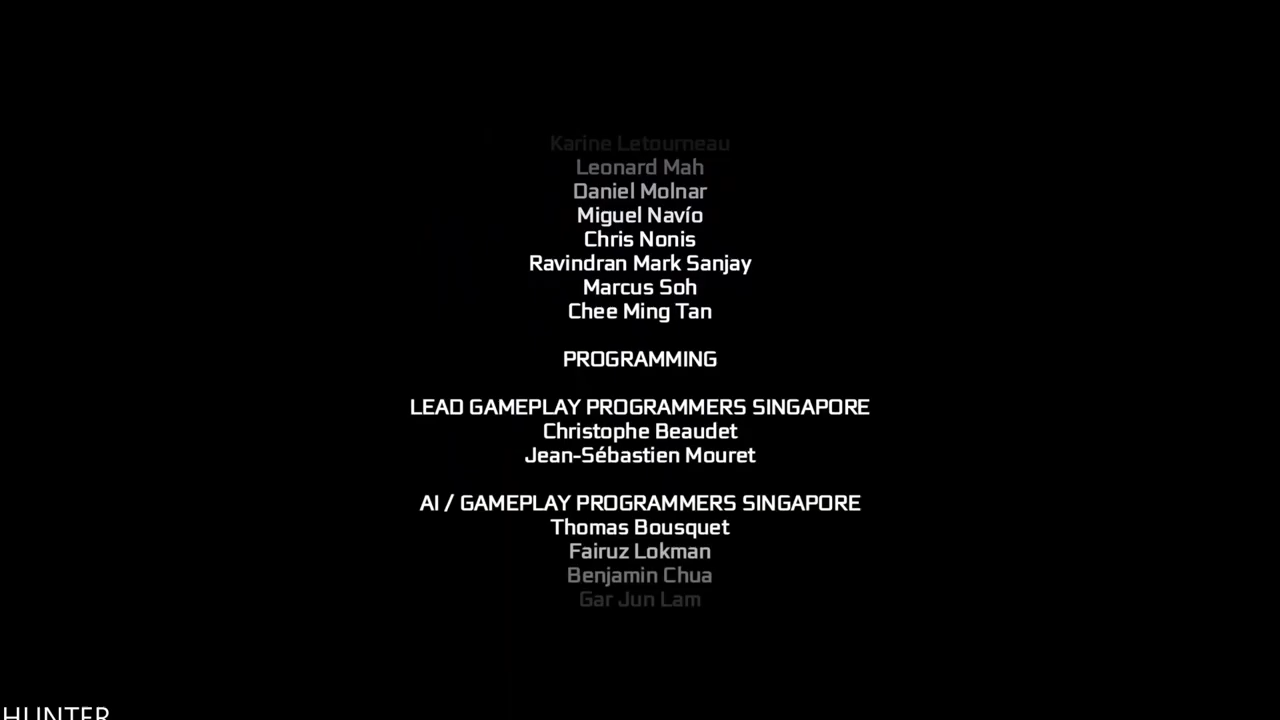 Karine Letourneau
Leonard Mah
Daniel Molnar
Miguel Navío
Chris Nonis
Ravindran Mark Sanjay
Marcus Soh
Chee Ming Tan
PROGRAMMING
LEAD GAMEPLAY PROGRAMMERS SINGAPORE
Christophe Beaudet
Jean-Sébastien Mouret
AI / GAMEPLAY PROGRAMMERS SINGAPORE
Thomas Bousquet
Fairuz Lokman
Benjamin Chua
Gar Jun Lam
HUNTER